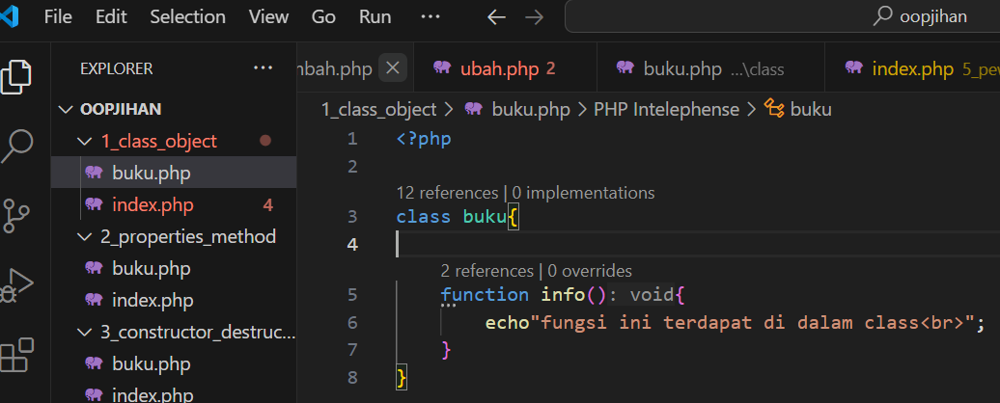 File Edit Selection View Go Run ··· oopjihan
EXPLORER ···
OOPJIHAN
1_class_object
buku.php
index.php 4
2_properties_method
buku.php
index.php
3_constructor_destruc...
buku.php
index.php
mbah.php ubah.php 2 buku.php ...\class index.php 5_pew
1_class_object > buku.php > PHP Intelephense > buku
1 <?php
2
12 references | 0 implementations
3 class buku{
4
2 references | 0 overrides
5 function info(): void{
6 echo"fungsi ini terdapat di dalam class<br>";
7 }
8 }